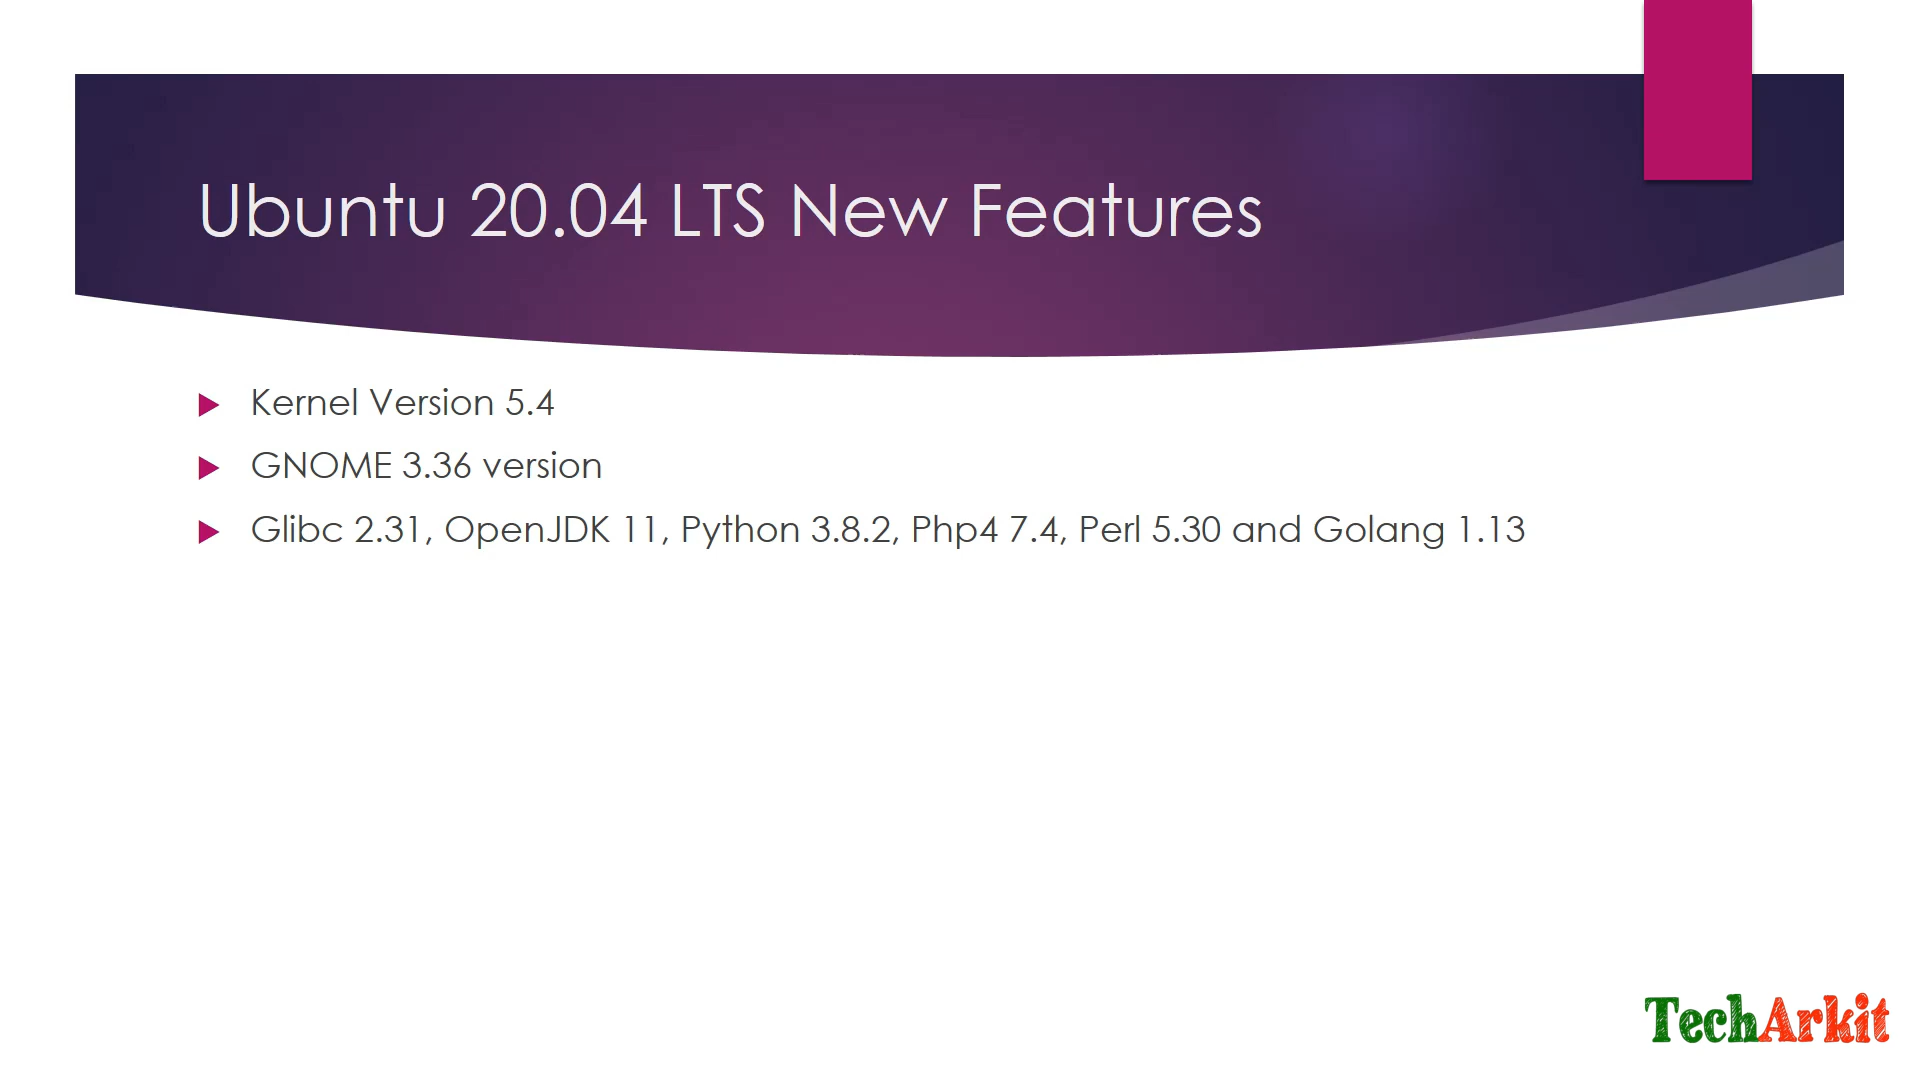 Ubuntu 20.04 LTS New Features
Kernel Version 5.4
GNOME 3.36 version
Glibc 2.31, OpenJDK 11, Python 3.8.2, Php4 7.4, Perl 5.30 and Golang 1.13
TechArkit